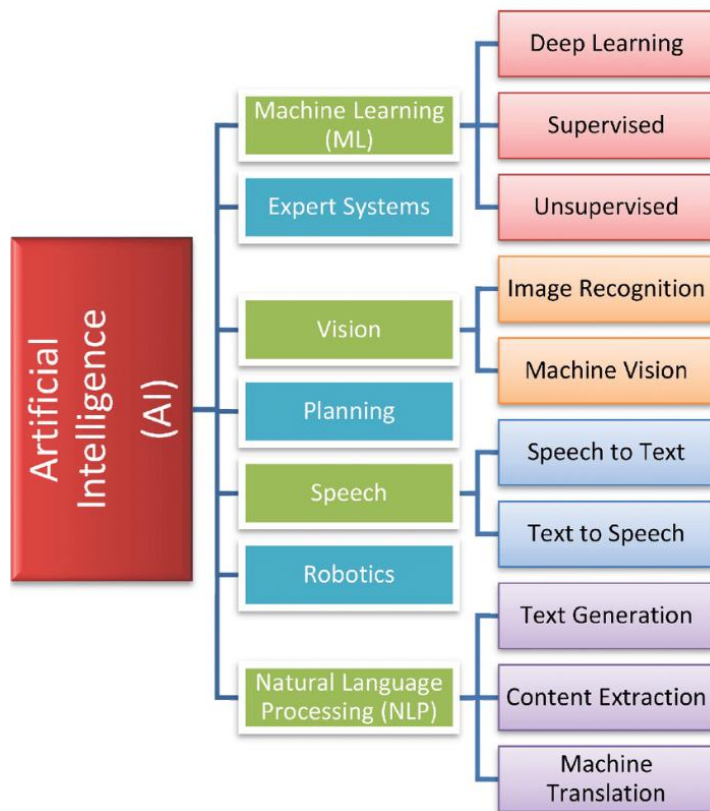 Artificial
Intelligence
(AI)
Machine Learning
(ML)
Expert Systems
Vision
Planning
Speech
Robotics
Natural Language
Processing (NLP)
Deep Learning
Supervised
Unsupervised
Image Recognition
Machine Vision
Speech to Text
Text to Speech
Text Generation
Content Extraction
Machine
Translation